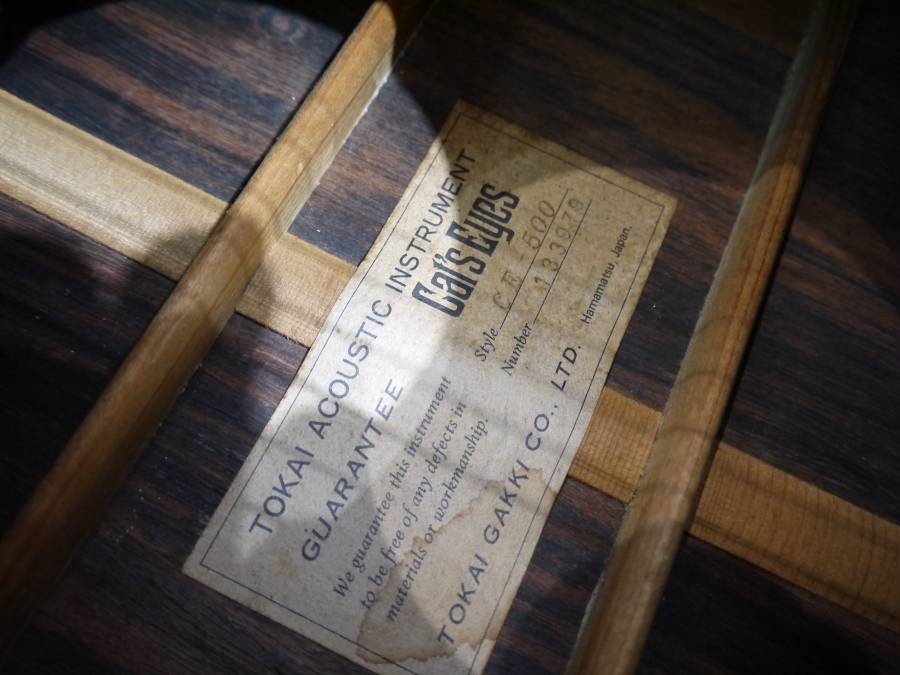 TOKAI ACOUSTIC INSTRUMENT
GUARANTEE
Cat's Eyes
We guarantee this instrument
to be free of any defects in
materials or workmanship.
Style CE-500
Number 133979
TOKAI GAKKI CO., LTD. Hamamatsu, Japan.